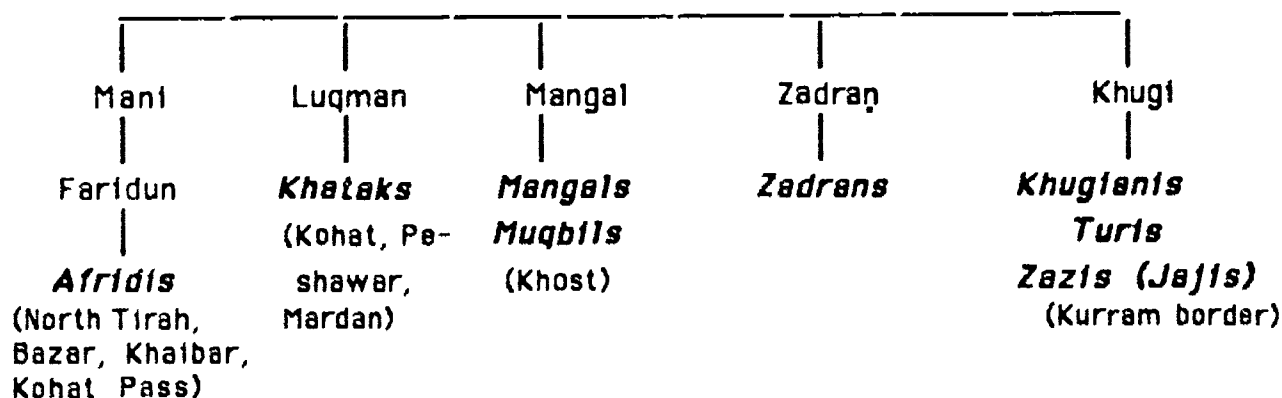 Mani Luqman Mangal Zadraṇ Khugi
Faridun Khataks Mangals Zadrans Khugianis
(Kohat, Pe- Muqbils Turis
Afridis shawar, (Khost) Zazis (Jajis)
(North Tirah, Mardan) (Kurram border)
Bazar, Khaibar,
Kohat Pass)